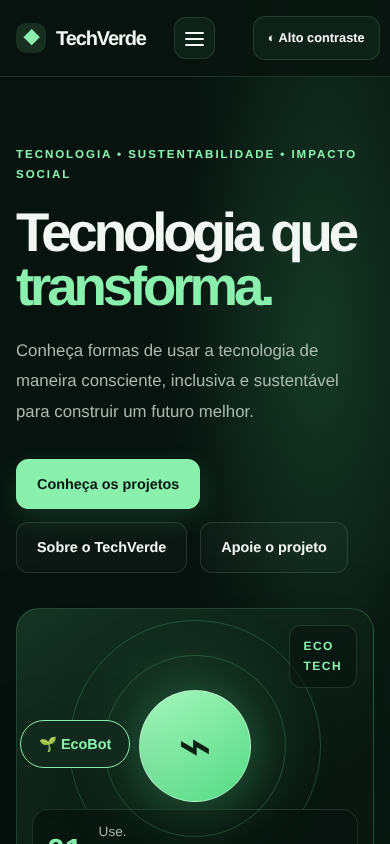 TechVerde
Alto contraste
TECNOLOGIA • SUSTENTABILIDADE • IMPACTO
SOCIAL
Tecnologia que
transforma.
Conheça formas de usar a tecnologia de
maneira consciente, inclusiva e sustentável
para construir um futuro melhor.
Conheça os projetos
Sobre o TechVerde
Apoie o projeto
ECO
TECH
🌱 EcoBot
Use.